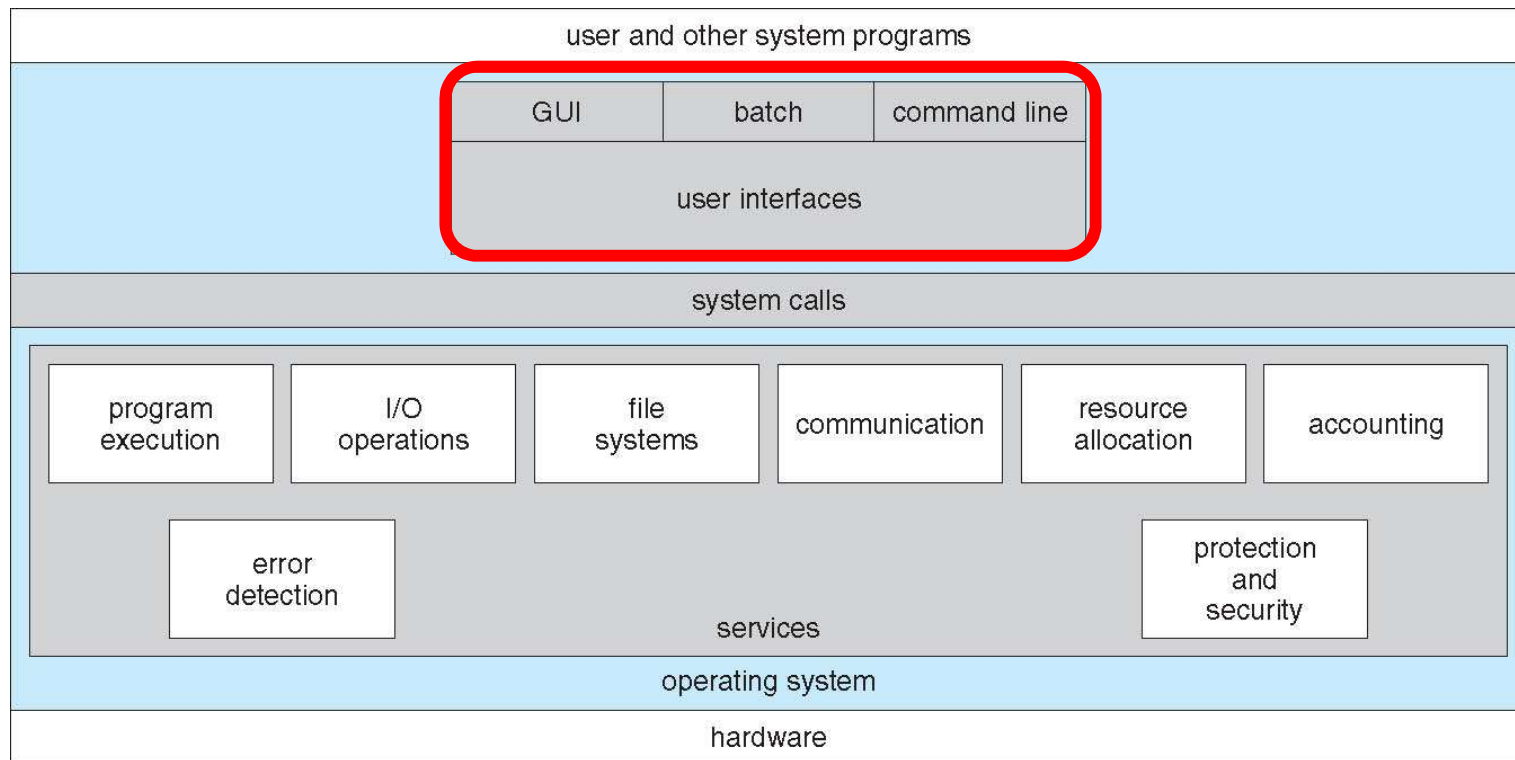 user and other system programs
GUI
batch
command line
user interfaces
system calls
program
execution
I/O
operations
file
systems
communication
resource
allocation
accounting
error
detection
protection
and
security
services
operating system
hardware